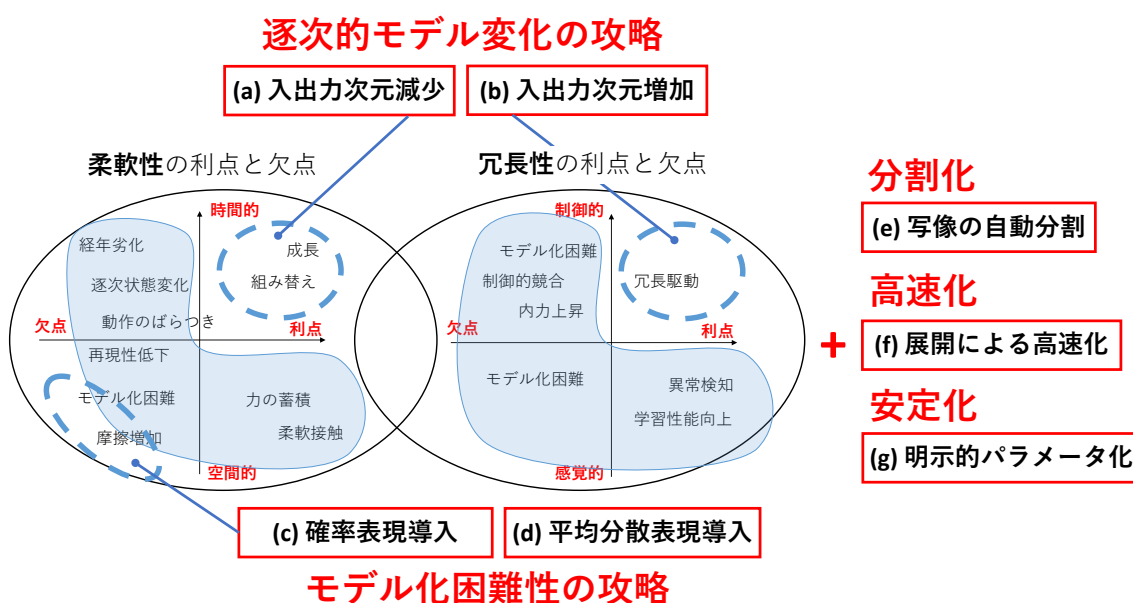 逐次的モデル変化の攻略
(a) 入出力次元減少
(b) 入出力次元増加
柔軟性の利点と欠点
冗長性の利点と欠点
時間的
経年劣化
成長
逐次状態変化
組み替え
動作のばらつき
欠点
利点
再現性低下
モデル化困難
力の蓄積
摩擦増加
柔軟接触
空間的
制御的
モデル化困難
制御的競合
冗長駆動
内力上昇
欠点
利点
モデル化困難
異常検知
学習性能向上
感覚的
+
分割化
(e) 写像の自動分割
高速化
(f) 展開による高速化
安定化
(g) 明示的パラメータ化
(c) 確率表現導入
(d) 平均分散表現導入
モデル化困難性の攻略